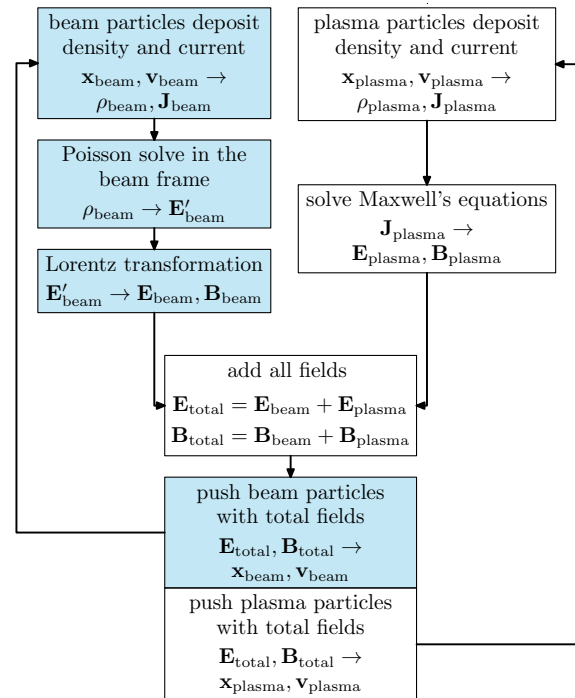 beam particles deposit
density and current
𝐱_beam, 𝐯_beam →
ρ_beam, 𝐉_beam
Poisson solve in the
beam frame
ρ_beam → 𝐄′_beam
Lorentz transformation
𝐄′_beam → 𝐄_beam, 𝐁_beam
plasma particles deposit
density and current
𝐱_plasma, 𝐯_plasma →
ρ_plasma, 𝐉_plasma
solve Maxwell's equations
𝐉_plasma →
𝐄_plasma, 𝐁_plasma
add all fields
𝐄_total = 𝐄_beam + 𝐄_plasma
𝐁_total = 𝐁_beam + 𝐁_plasma
push beam particles
with total fields
𝐄_total, 𝐁_total →
𝐱_beam, 𝐯_beam
push plasma particles
with total fields
𝐄_total, 𝐁_total →
𝐱_plasma, 𝐯_plasma